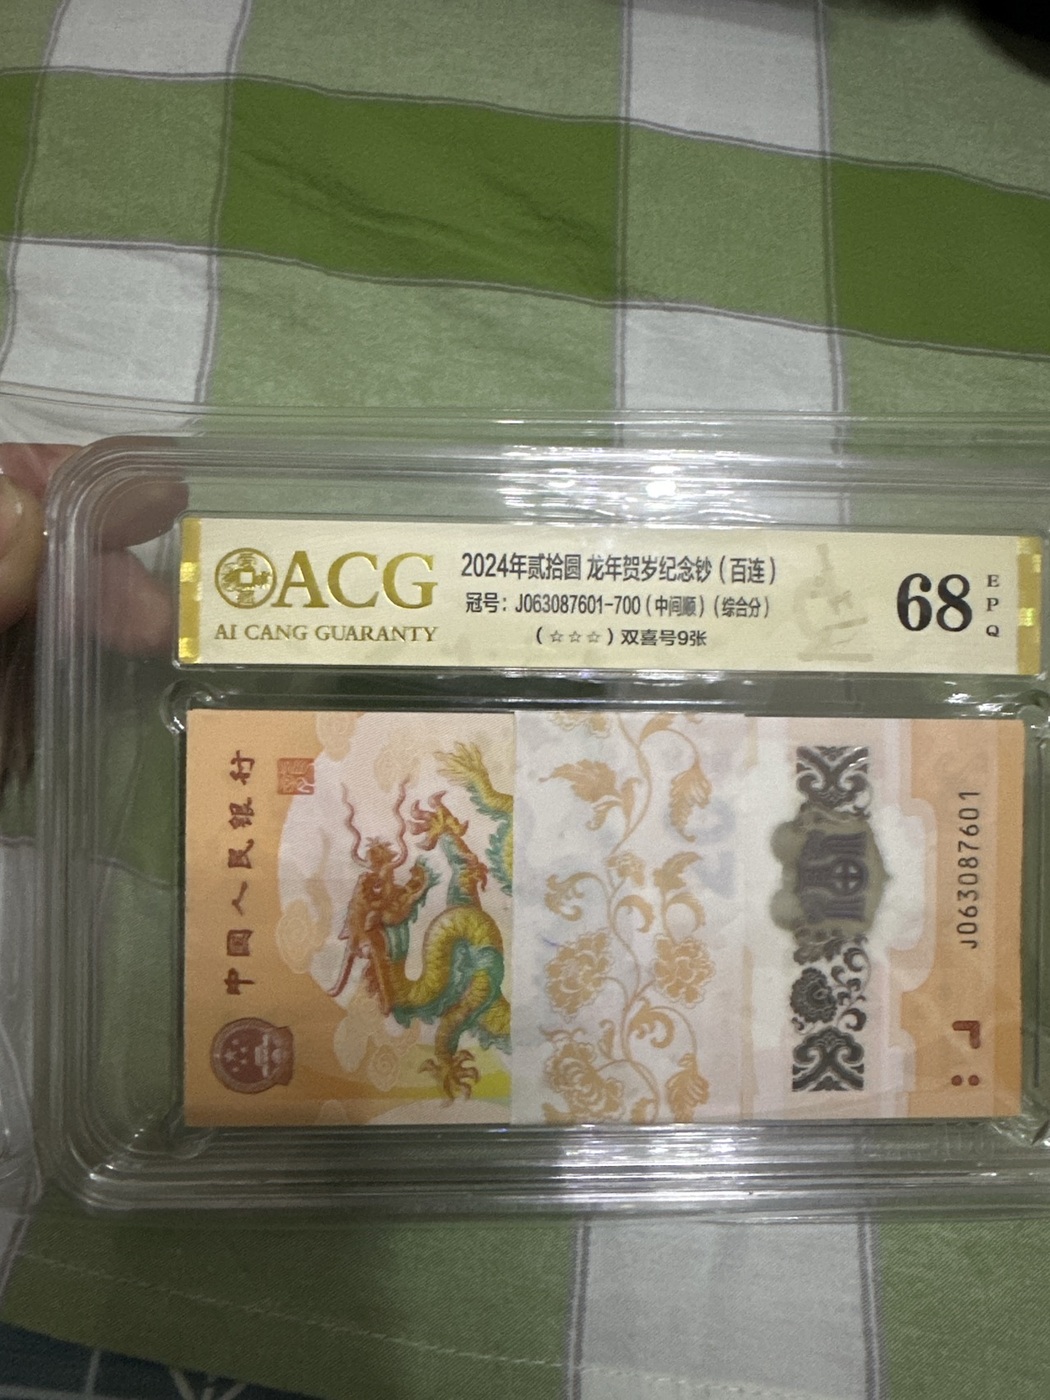 ACG
AI CANG GUARANTY
2024年贰拾圆 龙年贺岁纪念钞（百连）
冠号：J063087601-700（中间顺）（综合分）
（☆☆☆）双喜号9张
68
E
P
Q
中国人民银行
J063087601